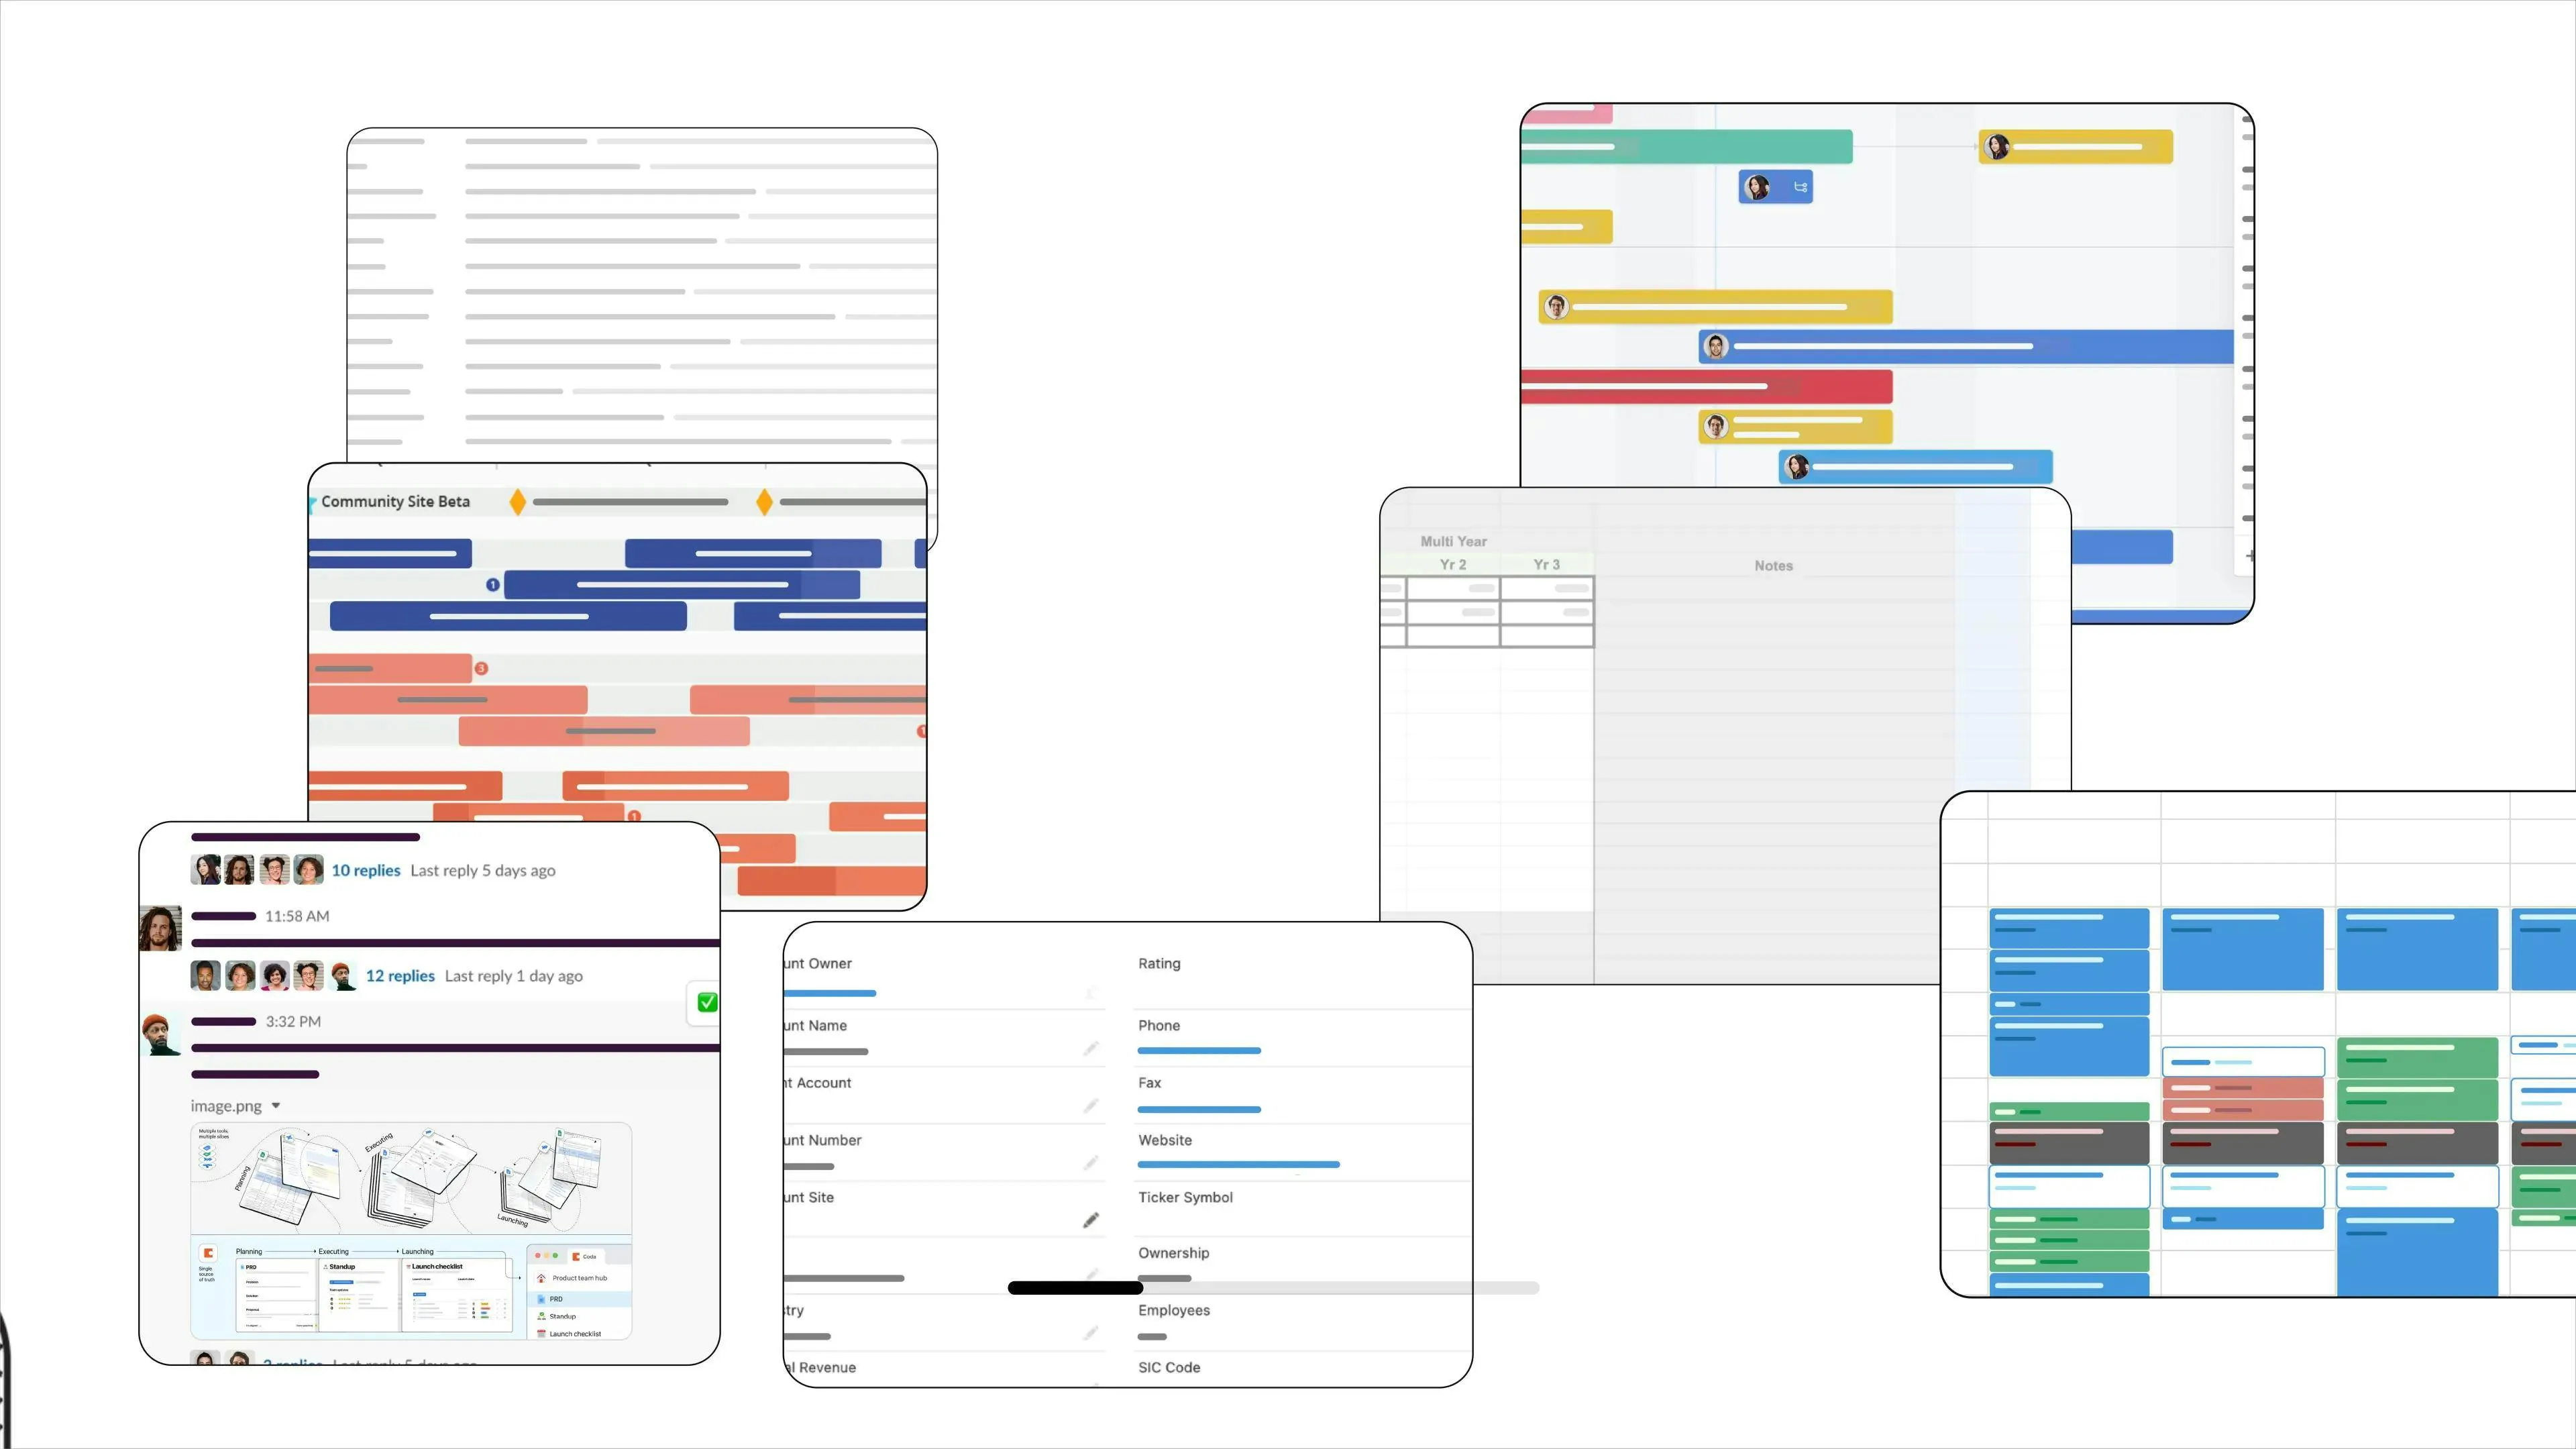 Community Site Beta
1
3
1
1
10 replies Last reply 5 days ago
11:58 AM
12 replies Last reply 1 day ago
3:32 PM
image.png
Multiple tools,
multiple silos
Planning
Executing
Launching
Single
source
of truth
Planning
Executing
Launching
PRD
Standup
Launch checklist
Coda
Product team hub
PRD
Standup
Launch checklist
unt Owner
unt Name
nt Account
unt Number
unt Site
try
al Revenue
Rating
Phone
Fax
Website
Ticker Symbol
Ownership
Employees
SIC Code
Multi Year
Yr 2
Yr 3
Notes